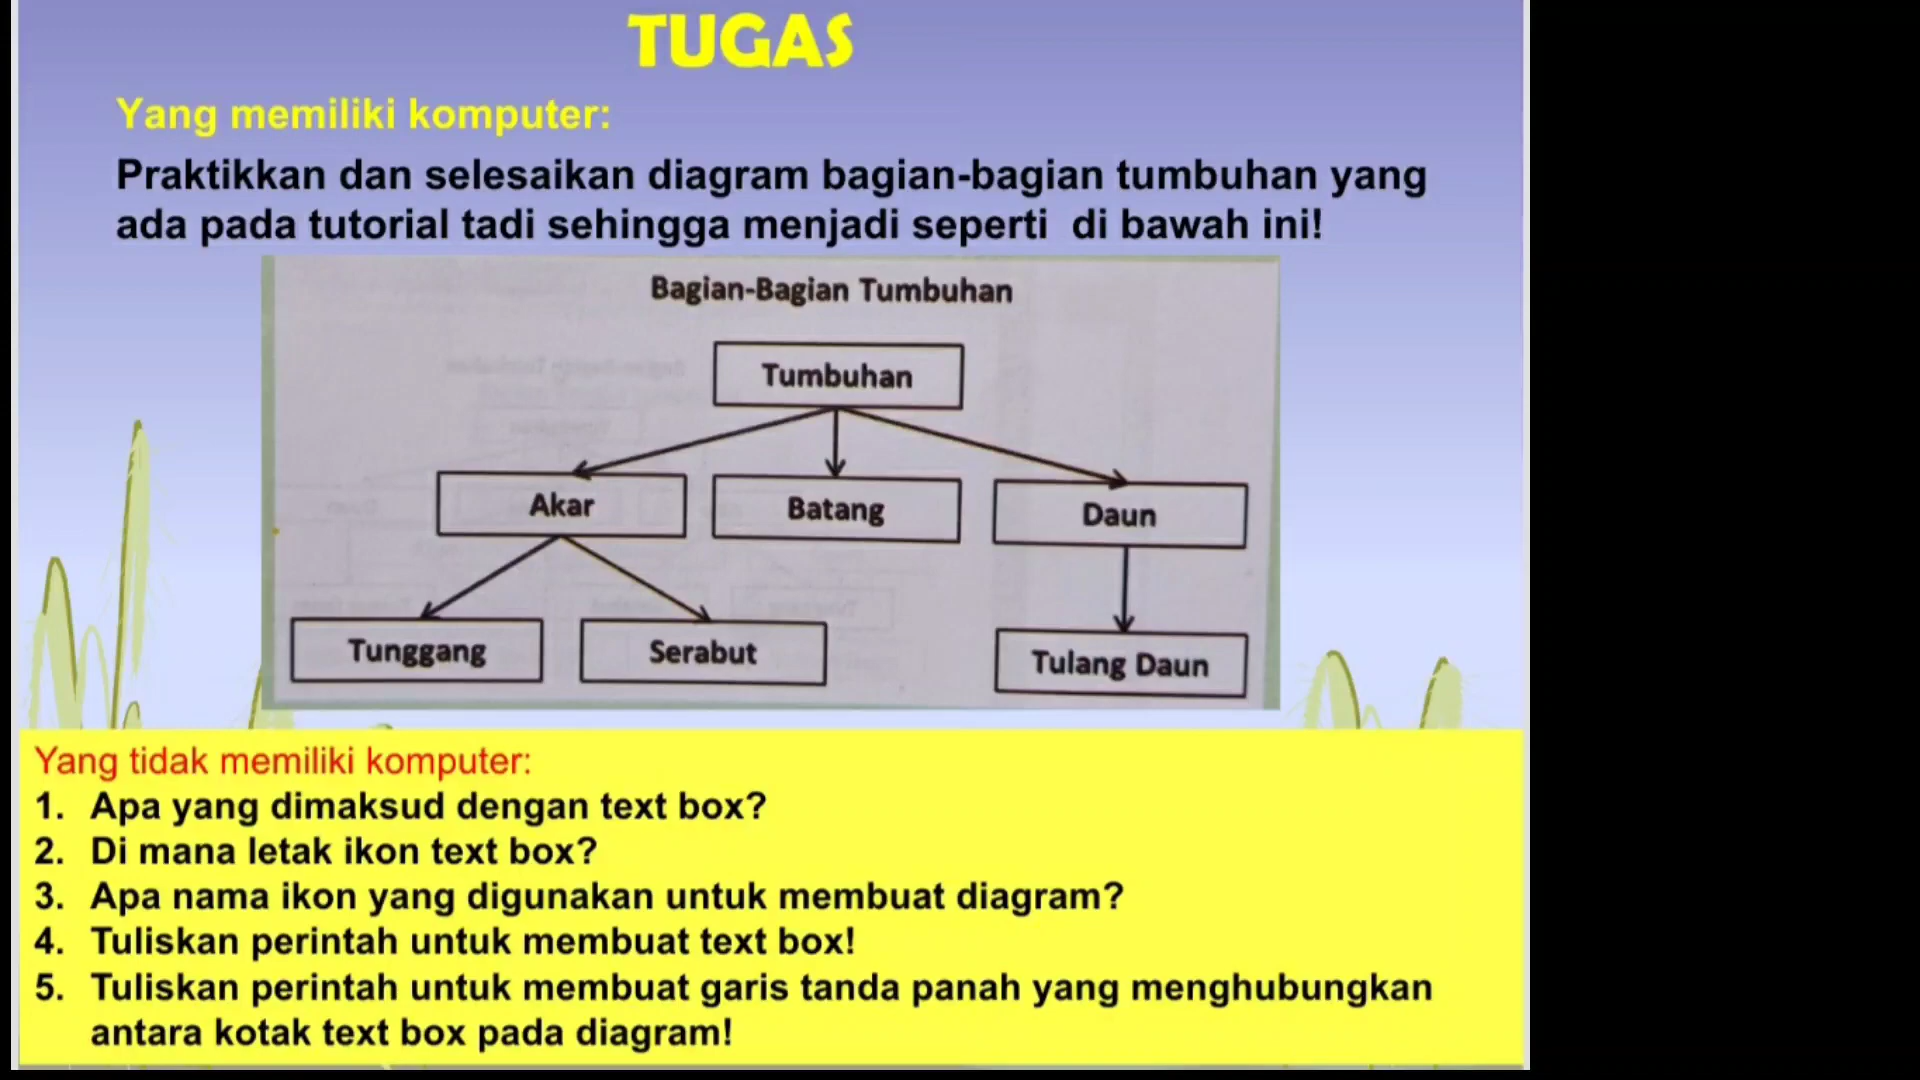 TUGAS
Yang memiliki komputer:
Praktikkan dan selesaikan diagram bagian-bagian tumbuhan yang
ada pada tutorial tadi sehingga menjadi seperti di bawah ini!
Bagian-Bagian Tumbuhan
Tumbuhan
Akar
Batang
Daun
Tunggang
Serabut
Tulang Daun
Yang tidak memiliki komputer:
1. Apa yang dimaksud dengan text box?
2. Di mana letak ikon text box?
3. Apa nama ikon yang digunakan untuk membuat diagram?
4. Tuliskan perintah untuk membuat text box!
5. Tuliskan perintah untuk membuat garis tanda panah yang menghubungkan
antara kotak text box pada diagram!